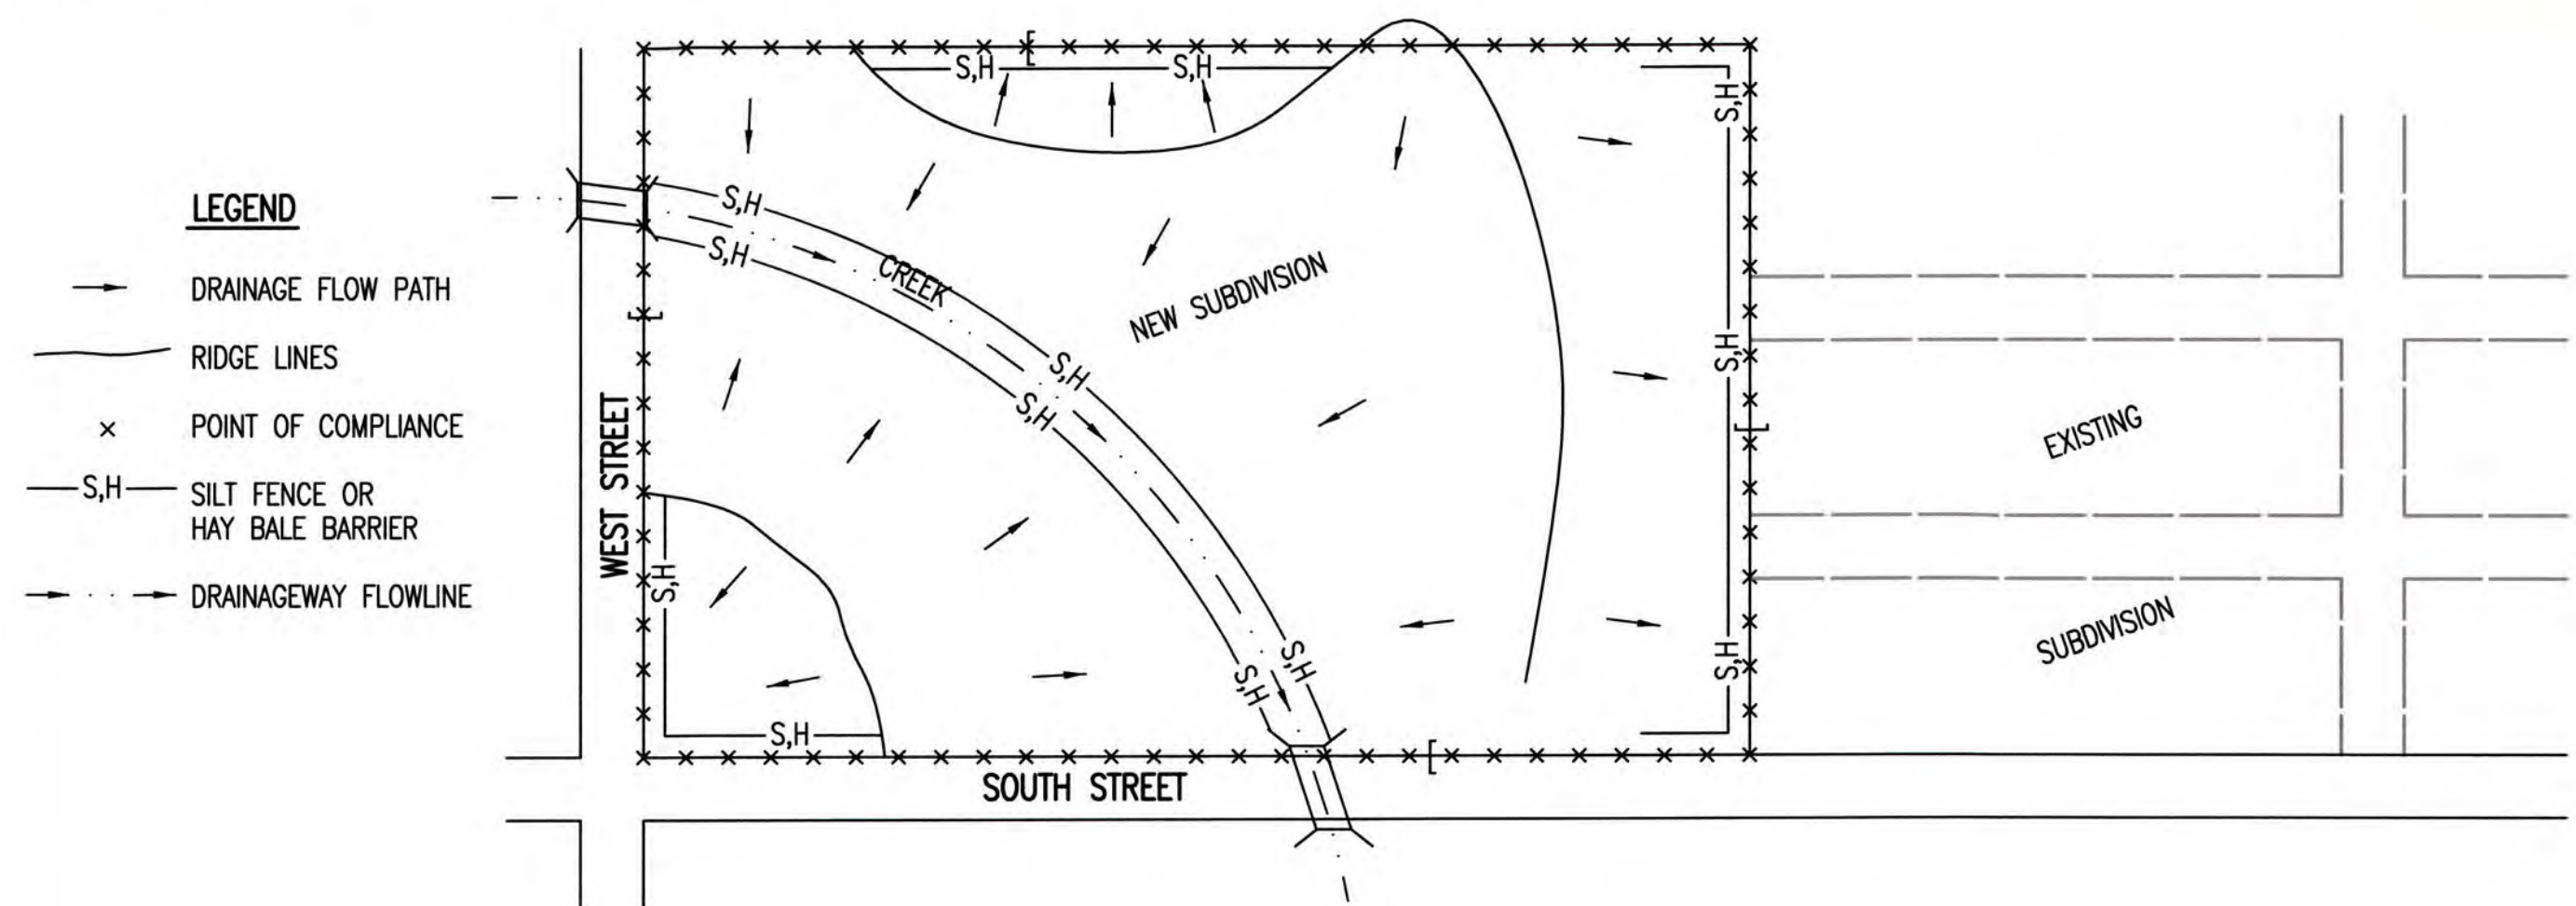 LEGEND
DRAINAGE FLOW PATH
RIDGE LINES
× POINT OF COMPLIANCE
S,H SILT FENCE OR
HAY BALE BARRIER
DRAINAGEWAY FLOWLINE
S,H
S,H
S,H
S,H
S,H
CREEK
NEW SUBDIVISION
S,H
S,H
S,H
WEST STREET
EXISTING
S,H
S,H
S,H
S,H
SUBDIVISION
S,H
SOUTH STREET